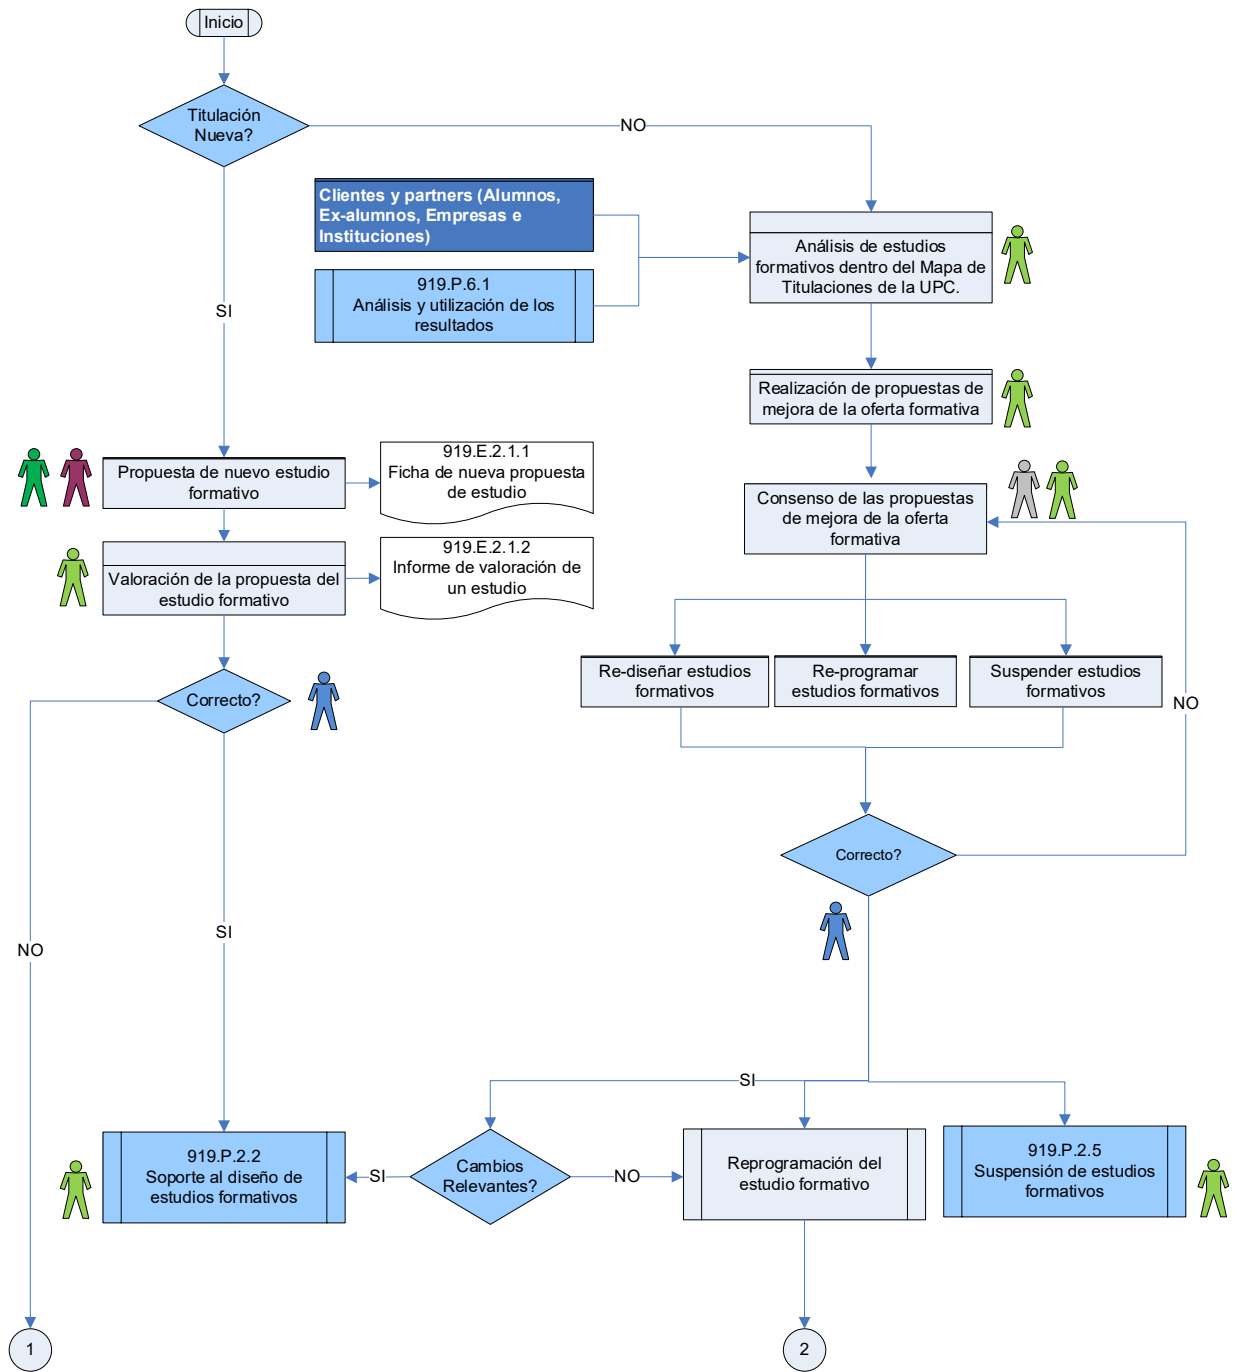 Inicio
Titulación
Nueva?
NO
Clientes y partners (Alumnos,
Ex-alumnos, Empresas e
Instituciones)
Análisis de estudios
formativos dentro del Mapa de
Titulaciones de la UPC.
919.P.6.1
Análisis y utilización de los
resultados
SI
Realización de propuestas de
mejora de la oferta formativa
Propuesta de nuevo estudio
formativo
919.E.2.1.1
Ficha de nueva propuesta
de estudio
Consenso de las propuestas
de mejora de la oferta
formativa
Valoración de la propuesta del
estudio formativo
919.E.2.1.2
Informe de valoración de
un estudio
Re-diseñar estudios
formativos
Re-programar
estudios formativos
Suspender estudios
formativos
Correcto?
NO
Correcto?
NO
SI
SI
919.P.2.2
Soporte al diseño de
estudios formativos
SI
Cambios
Relevantes?
NO
Reprogramación del
estudio formativo
919.P.2.5
Suspensión de estudios
formativos
1
2